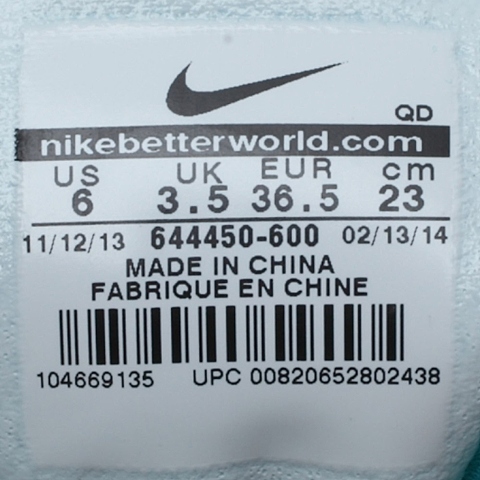 QD
nikebetterworld.com
US UK EUR cm
6 3.5 36.5 23
11/12/13 644450-600 02/13/14
MADE IN CHINA
FABRIQUE EN CHINE
104669135 UPC 00820652802438